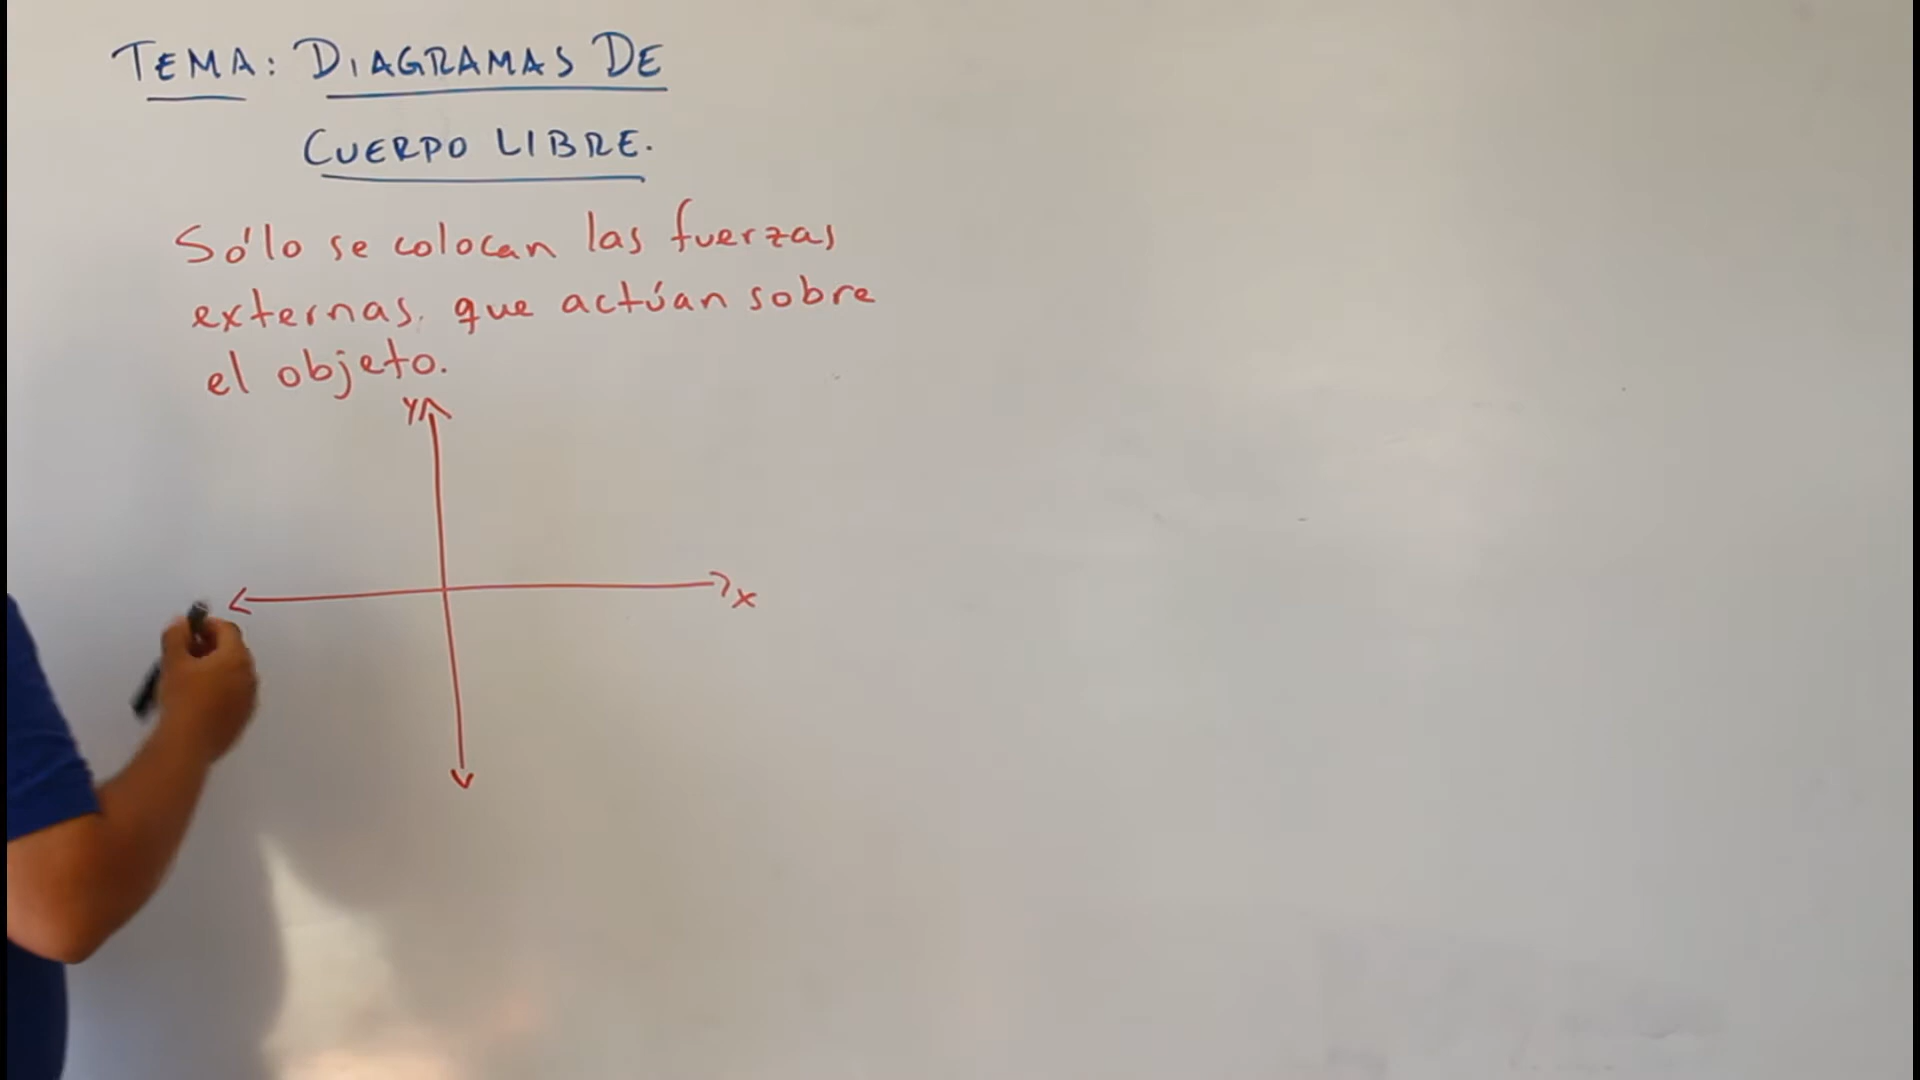 TEMA: DIAGRAMAS DE
CUERPO LIBRE.
Sólo se colocan las fuerzas
externas, que actúan sobre
el objeto.
y
x